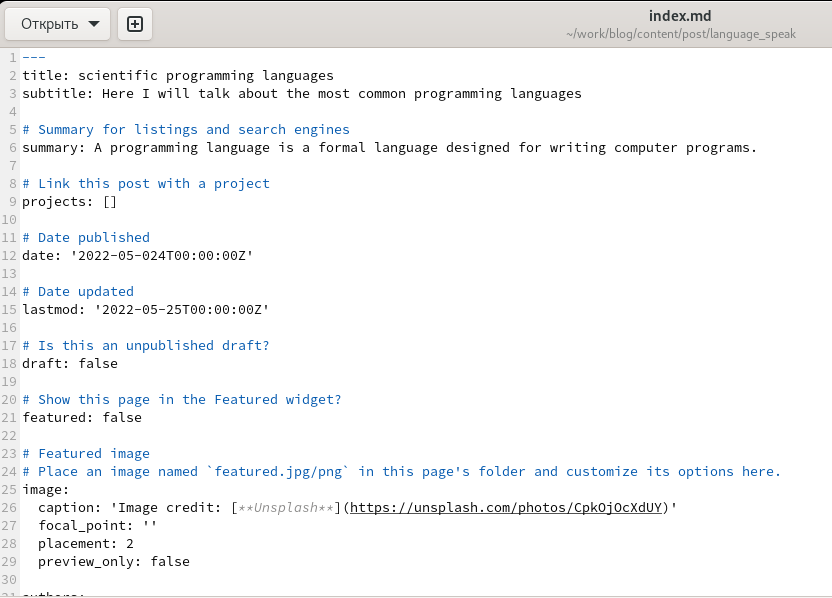 Открыть
index.md
~/work/blog/content/post/language_speak
1 ---
2 title: scientific programming languages
3 subtitle: Here I will talk about the most common programming languages
4
5 # Summary for listings and search engines
6 summary: A programming language is a formal language designed for writing computer programs.
7
8 # Link this post with a project
9 projects: []
10
11 # Date published
12 date: '2022-05-024T00:00:00Z'
13
14 # Date updated
15 lastmod: '2022-05-25T00:00:00Z'
16
17 # Is this an unpublished draft?
18 draft: false
19
20 # Show this page in the Featured widget?
21 featured: false
22
23 # Featured image
24 # Place an image named `featured.jpg/png` in this page's folder and customize its options here.
25 image:
26   caption: 'Image credit: [**Unsplash**](https://unsplash.com/photos/CpkOjOcXdUY)'
27   focal_point: ''
28   placement: 2
29   preview_only: false
30